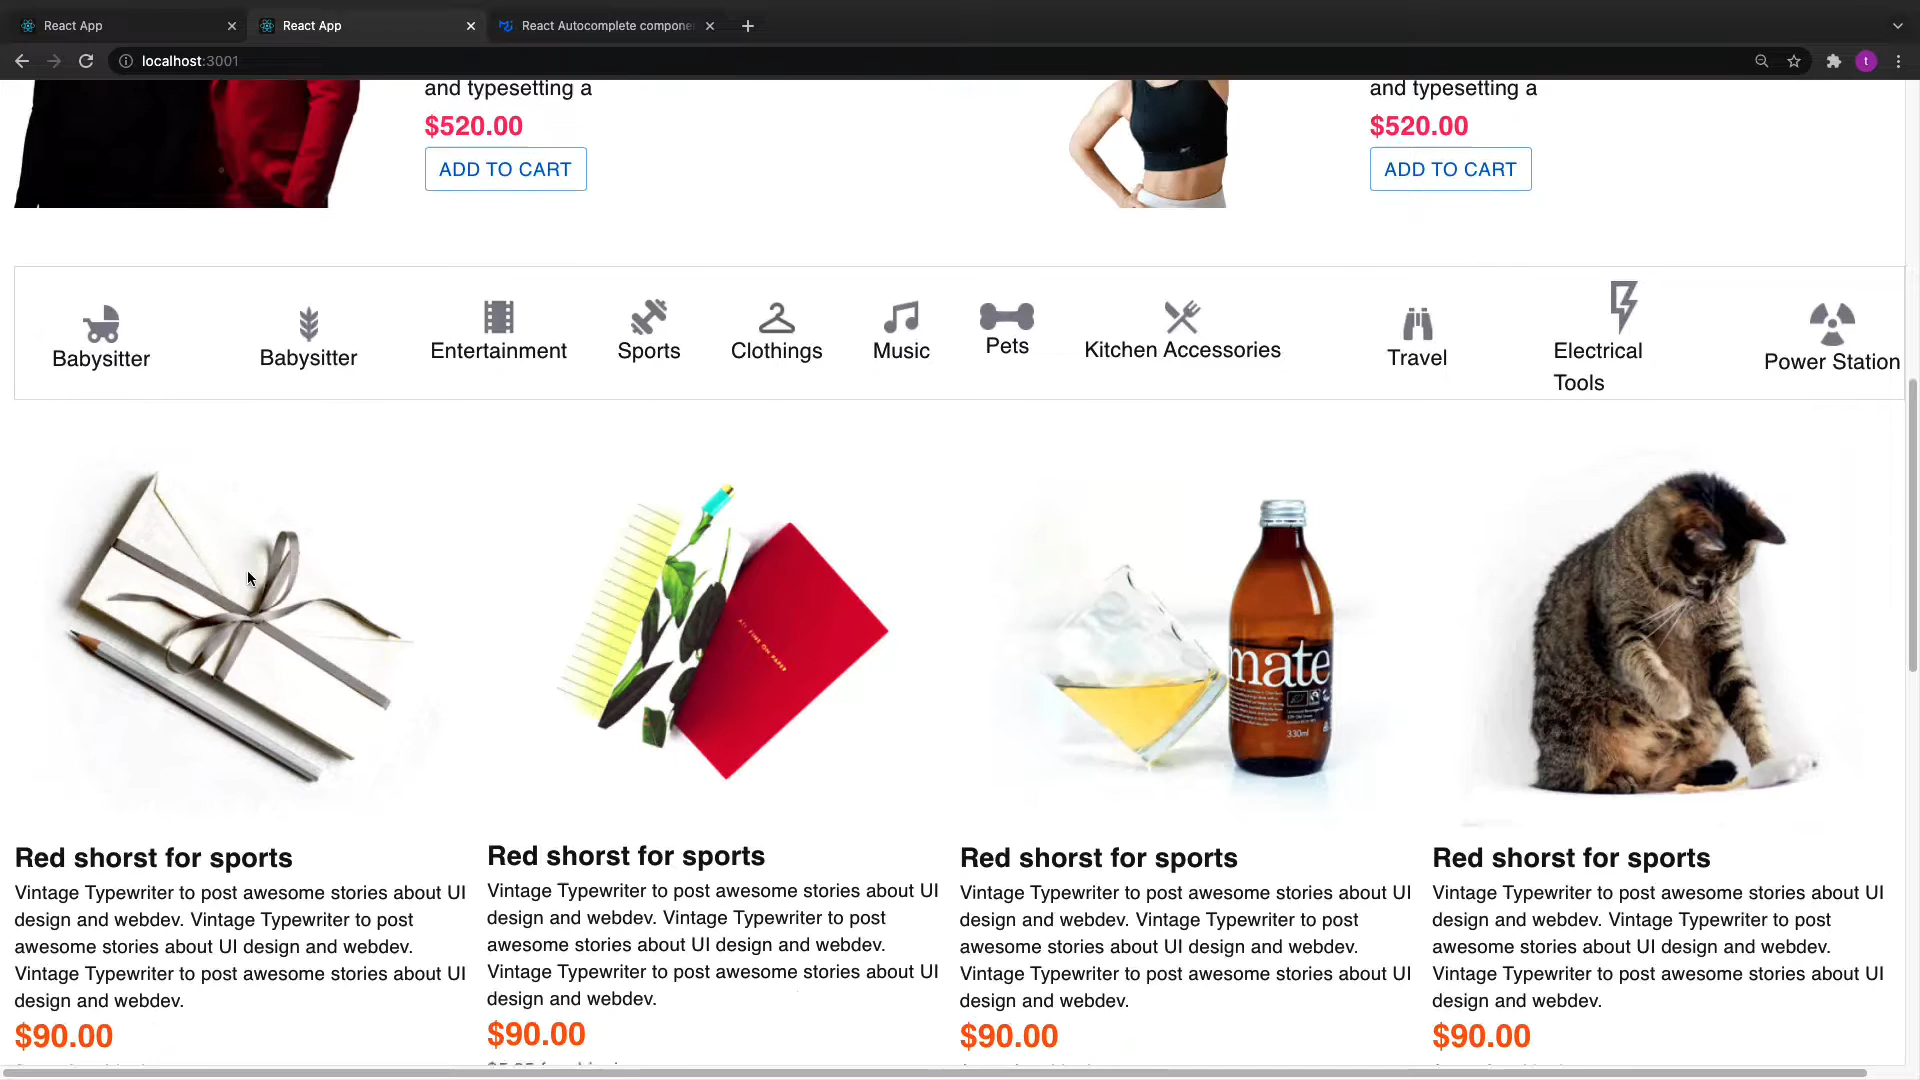 React App
React App
React Autocomplete compone
localhost:3001
t
and typesetting a
$520.00
ADD TO CART
and typesetting a
$520.00
ADD TO CART
Babysitter
Babysitter
Entertainment
Sports
Clothings
Music
Pets
Kitchen Accessories
Travel
Electrical
Tools
Power Station
ALL FINE ON PAPER
mate
330ml
Red shorst for sports
Vintage Typewriter to post awesome stories about UI
design and webdev. Vintage Typewriter to post
awesome stories about UI design and webdev.
Vintage Typewriter to post awesome stories about UI
design and webdev.
$90.00
Red shorst for sports
Vintage Typewriter to post awesome stories about UI
design and webdev. Vintage Typewriter to post
awesome stories about UI design and webdev.
Vintage Typewriter to post awesome stories about UI
design and webdev.
$90.00
Red shorst for sports
Vintage Typewriter to post awesome stories about UI
design and webdev. Vintage Typewriter to post
awesome stories about UI design and webdev.
Vintage Typewriter to post awesome stories about UI
design and webdev.
$90.00
Red shorst for sports
Vintage Typewriter to post awesome stories about UI
design and webdev. Vintage Typewriter to post
awesome stories about UI design and webdev.
Vintage Typewriter to post awesome stories about UI
design and webdev.
$90.00